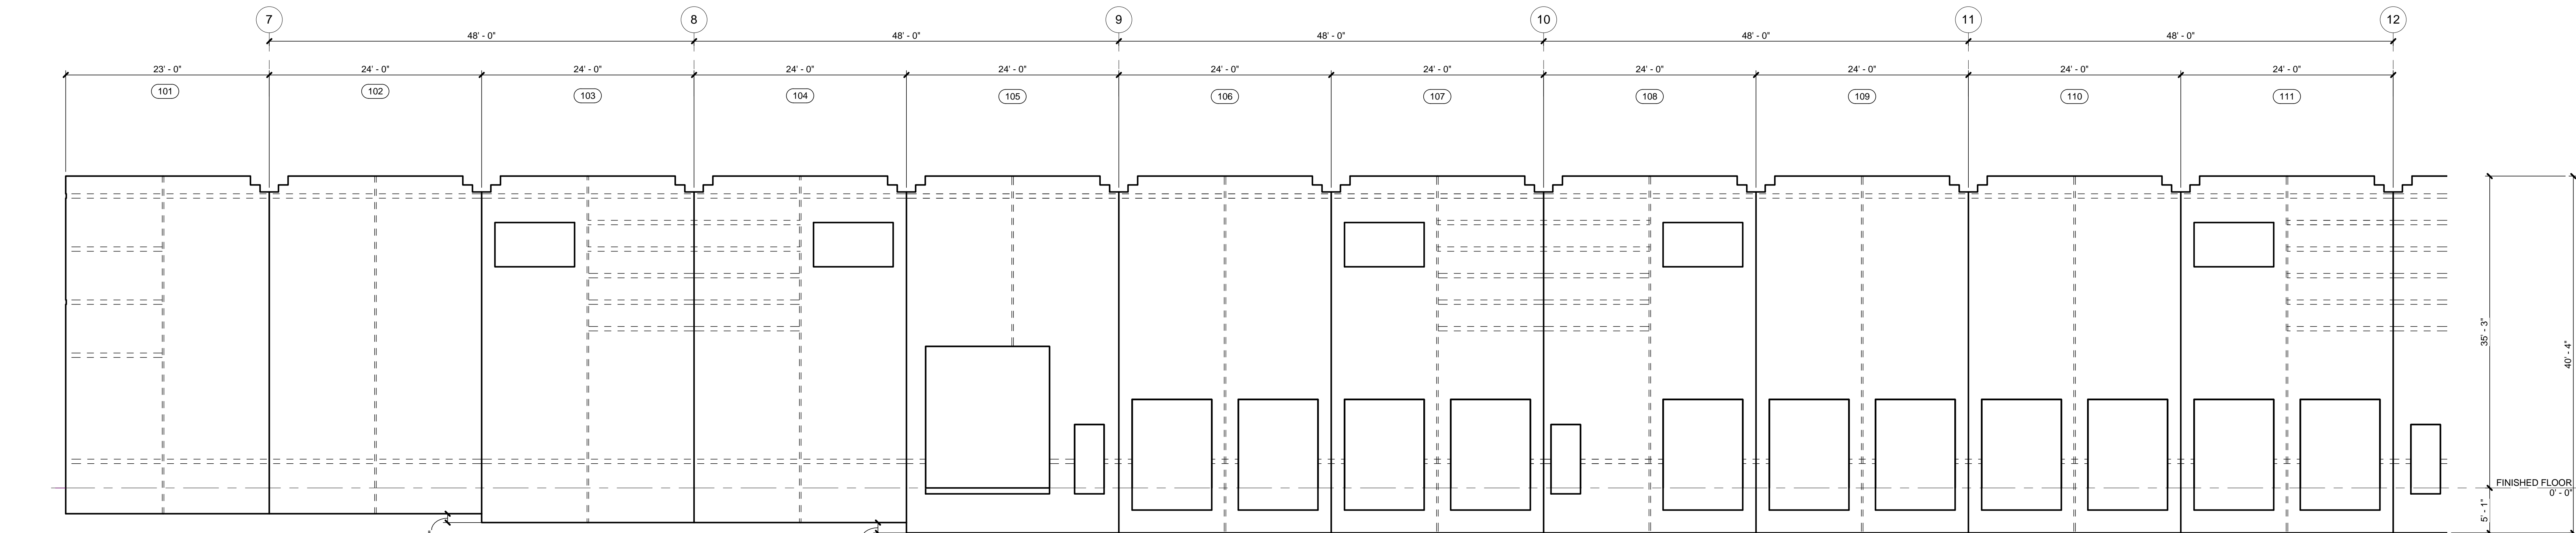 7 8 9 10 11 12
48' - 0" 48' - 0" 48' - 0" 48' - 0" 48' - 0"
23' - 0" 24' - 0" 24' - 0" 24' - 0" 24' - 0" 24' - 0" 24' - 0" 24' - 0" 24' - 0" 24' - 0" 24' - 0"
101 102 103 104 105 106 107 108 109 110 111
35' - 3"
40' - 4"
FINISHED FLOOR
0' - 0"
5' - 1"